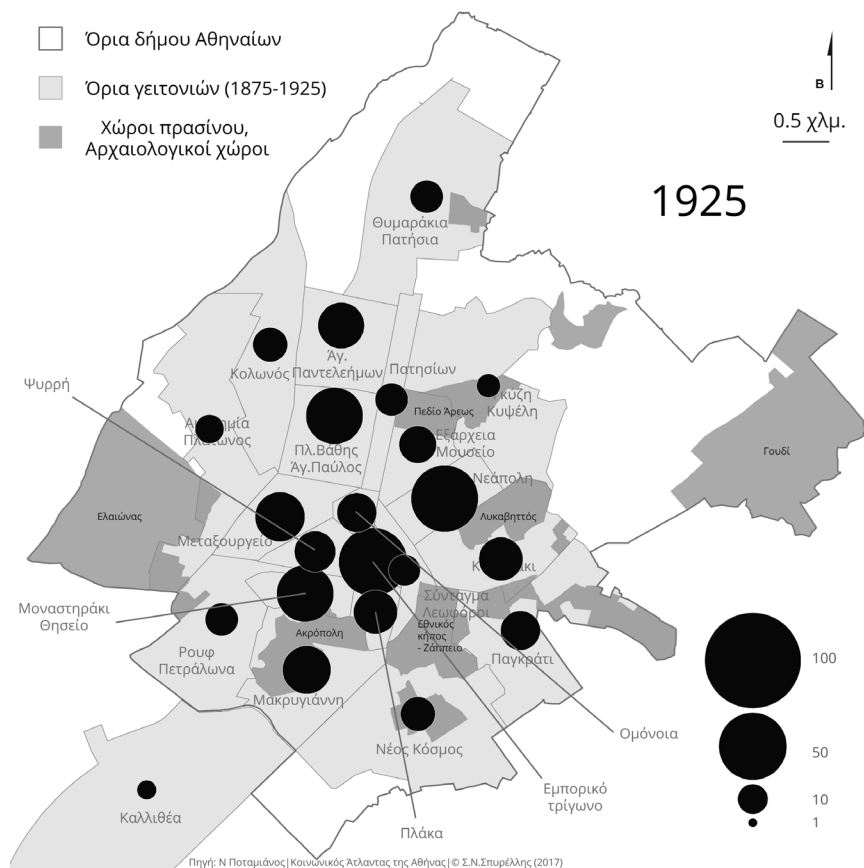 Όρια δήμου Αθηναίων
Όρια γειτονιών (1875-1925)
Χώροι πρασίνου,
Αρχαιολογικοί χώροι
Β
0.5 χλμ.
1925
Θυμαράκια
Πατήσια
Κολωνός
Άγ.
Παντελεήμων
Πατησίων
Ψυρρή
Πεδίο Άρεως
Κυψέλη
Πλ.Βάθης
Άγ.Παύλος
Εξάρχεια
Μουσείο
Γουδί
Νεάπολη
Ελαιώνας
Λυκαβηττός
Μεταξουργείο
Σύνταγμα
Λεωφόροι
Μοναστηράκι
Θησείο
Ακρόπολη
Εθνικός
κήπος
- Ζάππειο
Ρουφ
Πετράλωνα
Παγκράτι
Μακρυγιάννη
Νέος Κόσμος
Ομόνοια
Εμπορικό
τρίγωνο
Καλλιθέα
Πλάκα
100
50
10
1
Πηγή: Ν Ποταμιάνος|Κοινωνικός Άτλαντας της Αθήνας|© Σ.Ν.Σπυρέλλης (2017)